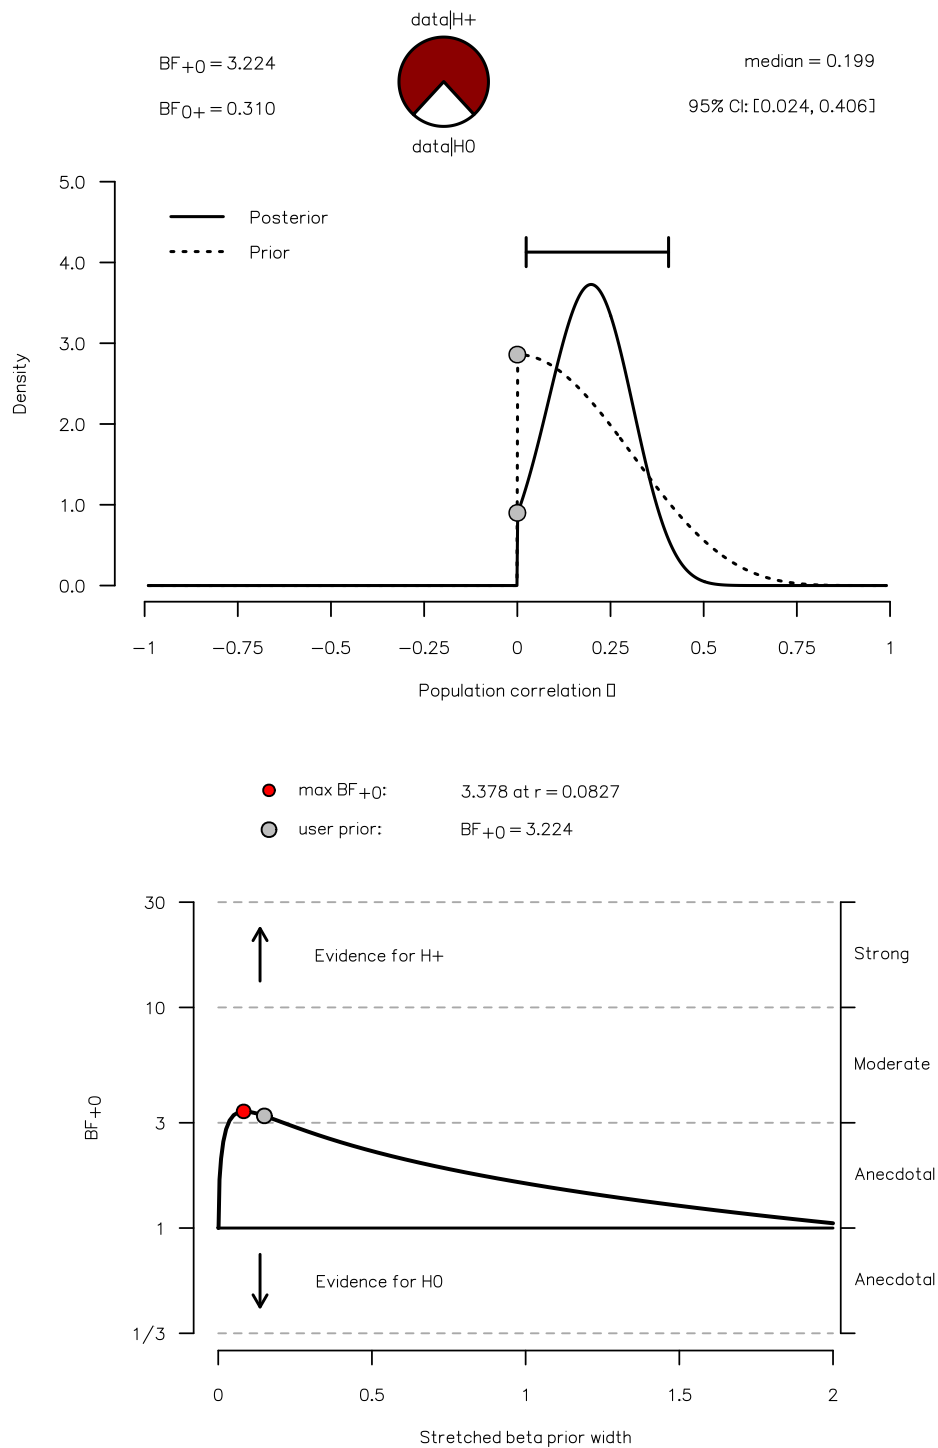 data|H+
BF+0 = 3.224
median = 0.199
BF0+ = 0.310
95% CI: [0.024, 0.406]
data|H0
5.0
Posterior
Prior
4.0
3.0
2.0
1.0
0.0
Density
−1 −0.75 −0.5 −0.25 0 0.25 0.5 0.75 1
Population correlation ▯
max BF+0: 3.378 at r = 0.0827
user prior: BF+0 = 3.224
30
Evidence for H+
Strong
10
Moderate
BF+0
3
Anecdotal
1
Evidence for H0
Anecdotal
1/3
0 0.5 1 1.5 2
Stretched beta prior width